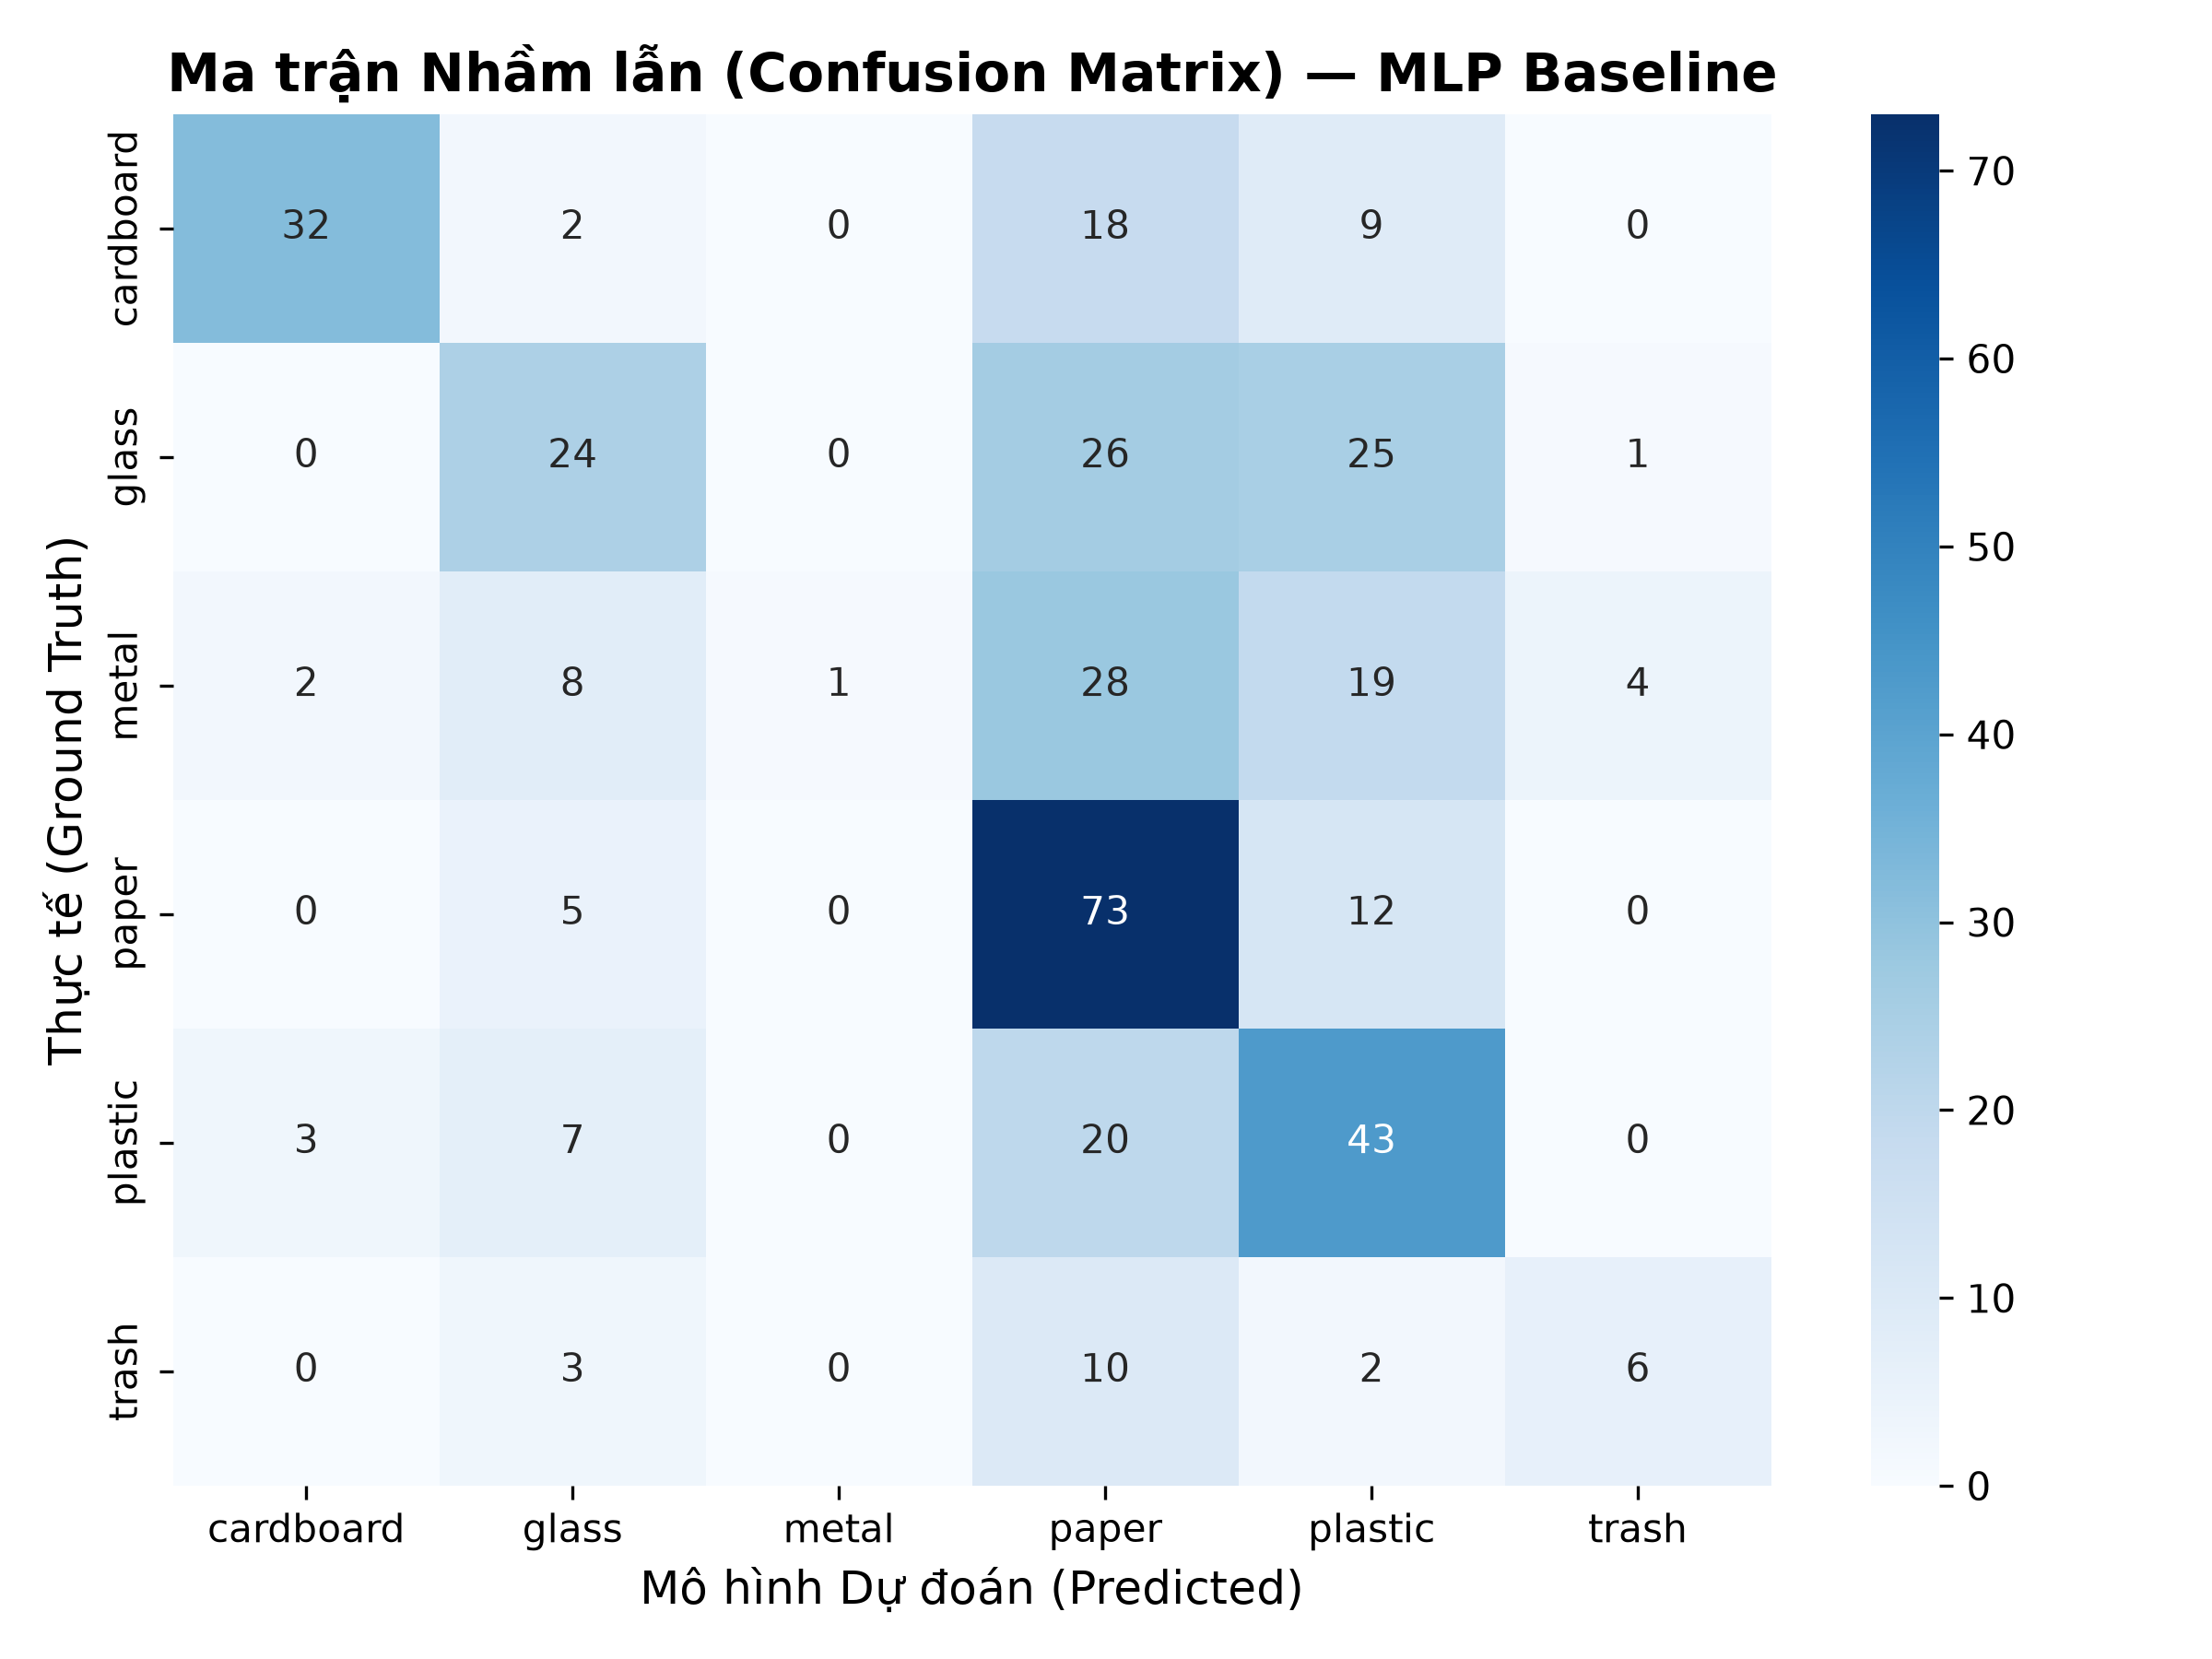 Ma trận Nhầm lẫn (Confusion Matrix) — MLP Baseline
Thực tế (Ground Truth)
cardboard 32 2 0 18 9 0
glass 0 24 0 26 25 1
metal 2 8 1 28 19 4
paper 0 5 0 73 12 0
plastic 3 7 0 20 43 0
trash 0 3 0 10 2 6
cardboard glass metal paper plastic trash
Mô hình Dự đoán (Predicted)
70
60
50
40
30
20
10
0